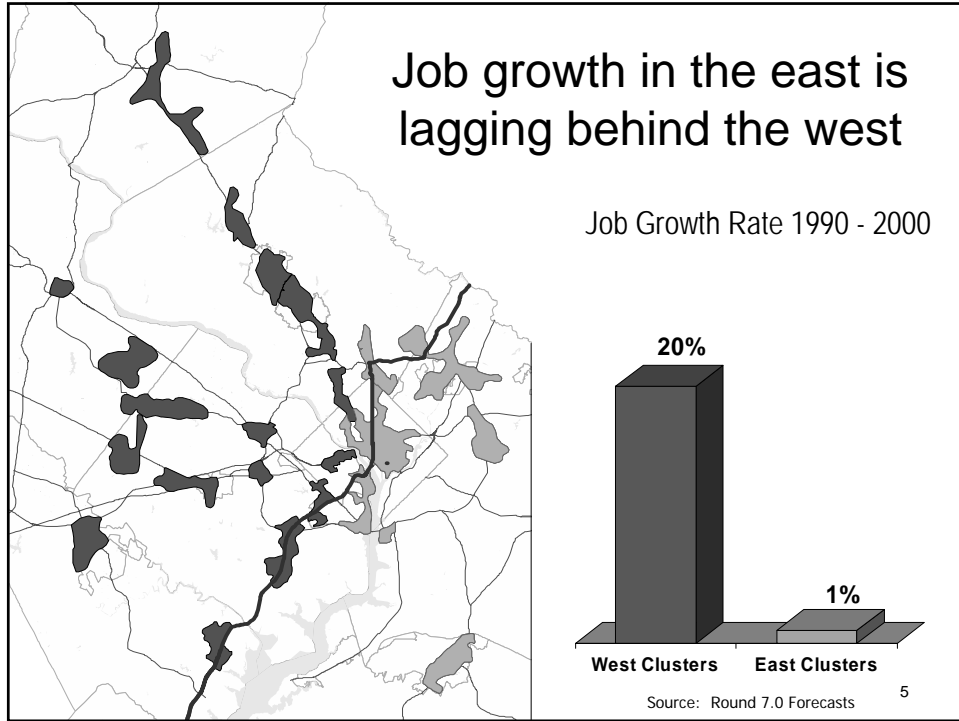 Job growth in the east is
lagging behind the west
Job Growth Rate 1990 - 2000
20%
1%
West Clusters
East Clusters
Source: Round 7.0 Forecasts
5